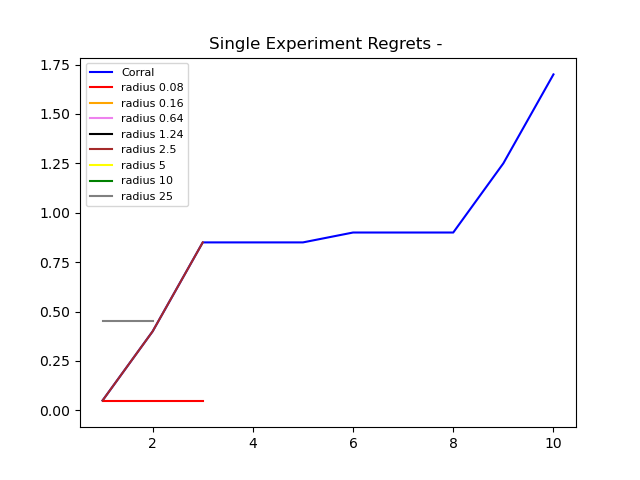 Single Experiment Regrets -
1.75
1.50
1.25
1.00
0.75
0.50
0.25
0.00
Corral
radius 0.08
radius 0.16
radius 0.64
radius 1.24
radius 2.5
radius 5
radius 10
radius 25
2 4 6 8 10